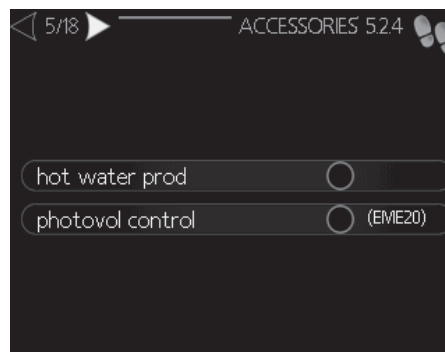 5/18 ACCESSORIES 5.2.4
hot water prod
photovol control (EME20)